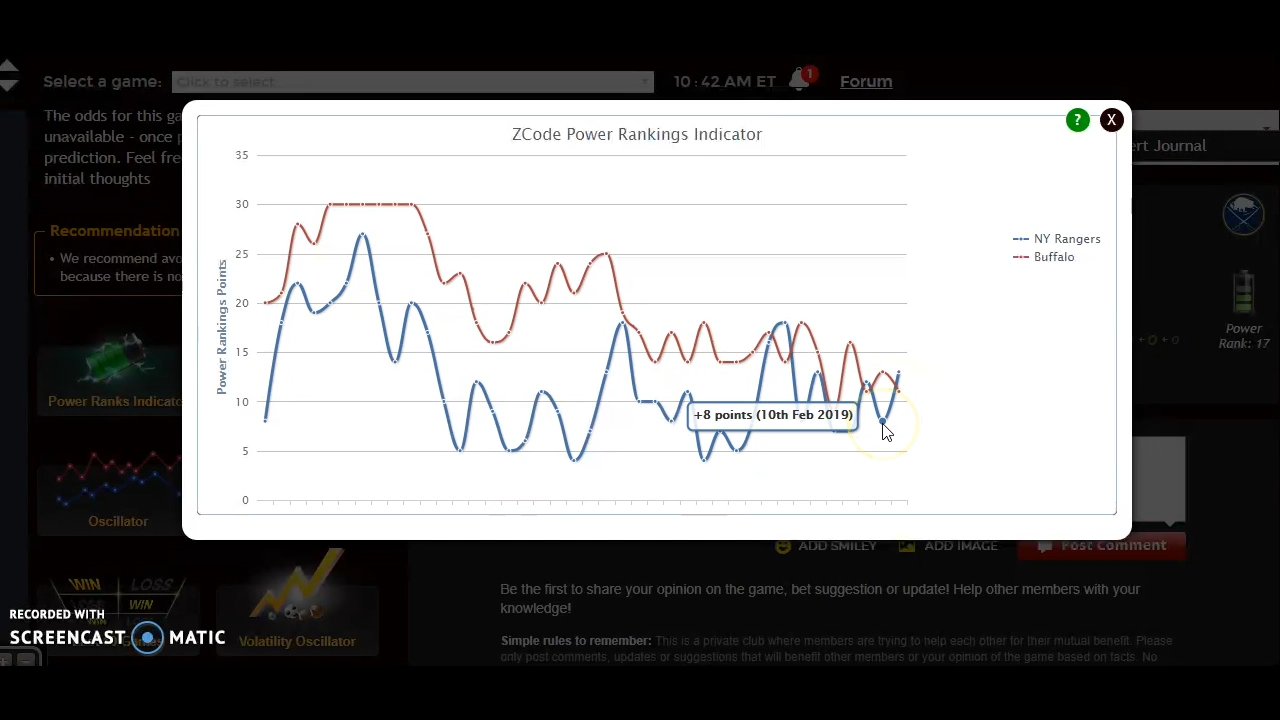 Select a game:
Click to select
10:42 AM ET
1
Forum
The odds for this ga
unavailable - once p
prediction. Feel fre
initial thoughts
Recommendation
• We recommend avo
because there is no
Power Ranks Indicato
Oscillator
WIN LOSS
WIN
Volatility Oscillator
ZCode Power Rankings Indicator
?
X
Power Rankings Points
35
30
25
20
15
10
5
0
NY Rangers
Buffalo
+8 points (10th Feb 2019)
ert Journal
Power
Rank: 17
ADD SMILEY
ADD IMAGE
Post Comment
Be the first to share your opinion on the game, bet suggestion or update! Help other members with your
knowledge!
Simple rules to remember: This is a private club where members are trying to help each other for their mutual benefit. Please
only post comments, updates or suggestions that will benefit other members or your opinion of the game based on facts. No
RECORDED WITH
SCREENCAST MATIC